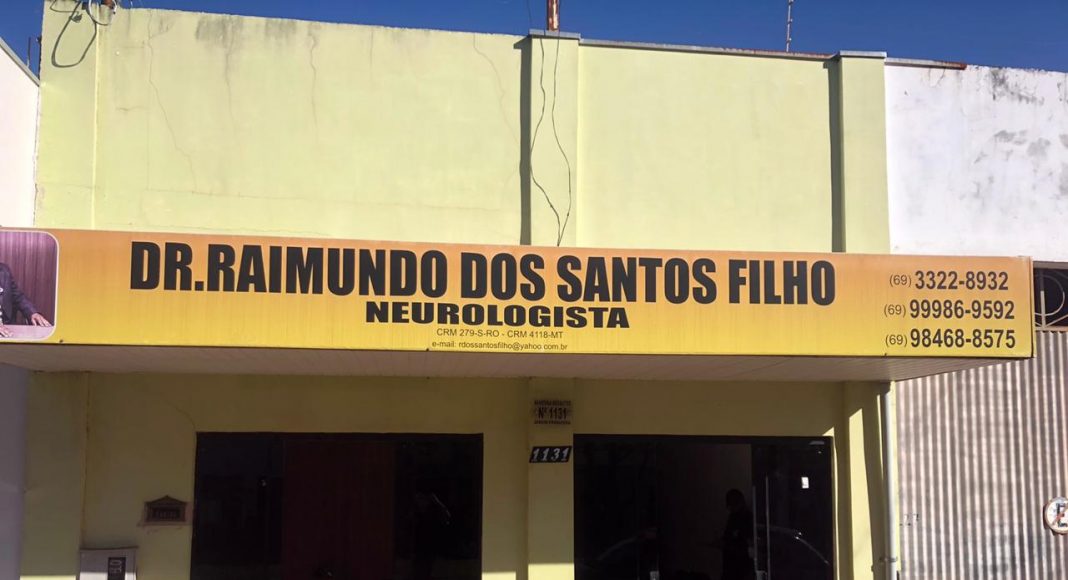 DR.RAIMUNDO DOS SANTOS FILHO
NEUROLOGISTA
CRM 279-S-RO - CRM 4118-MT
e-mail: rdossantosfilho@yahoo.com.br
(69) 3322-8932
(69) 99986-9592
(69) 98468-8575
Nº 1131
1131